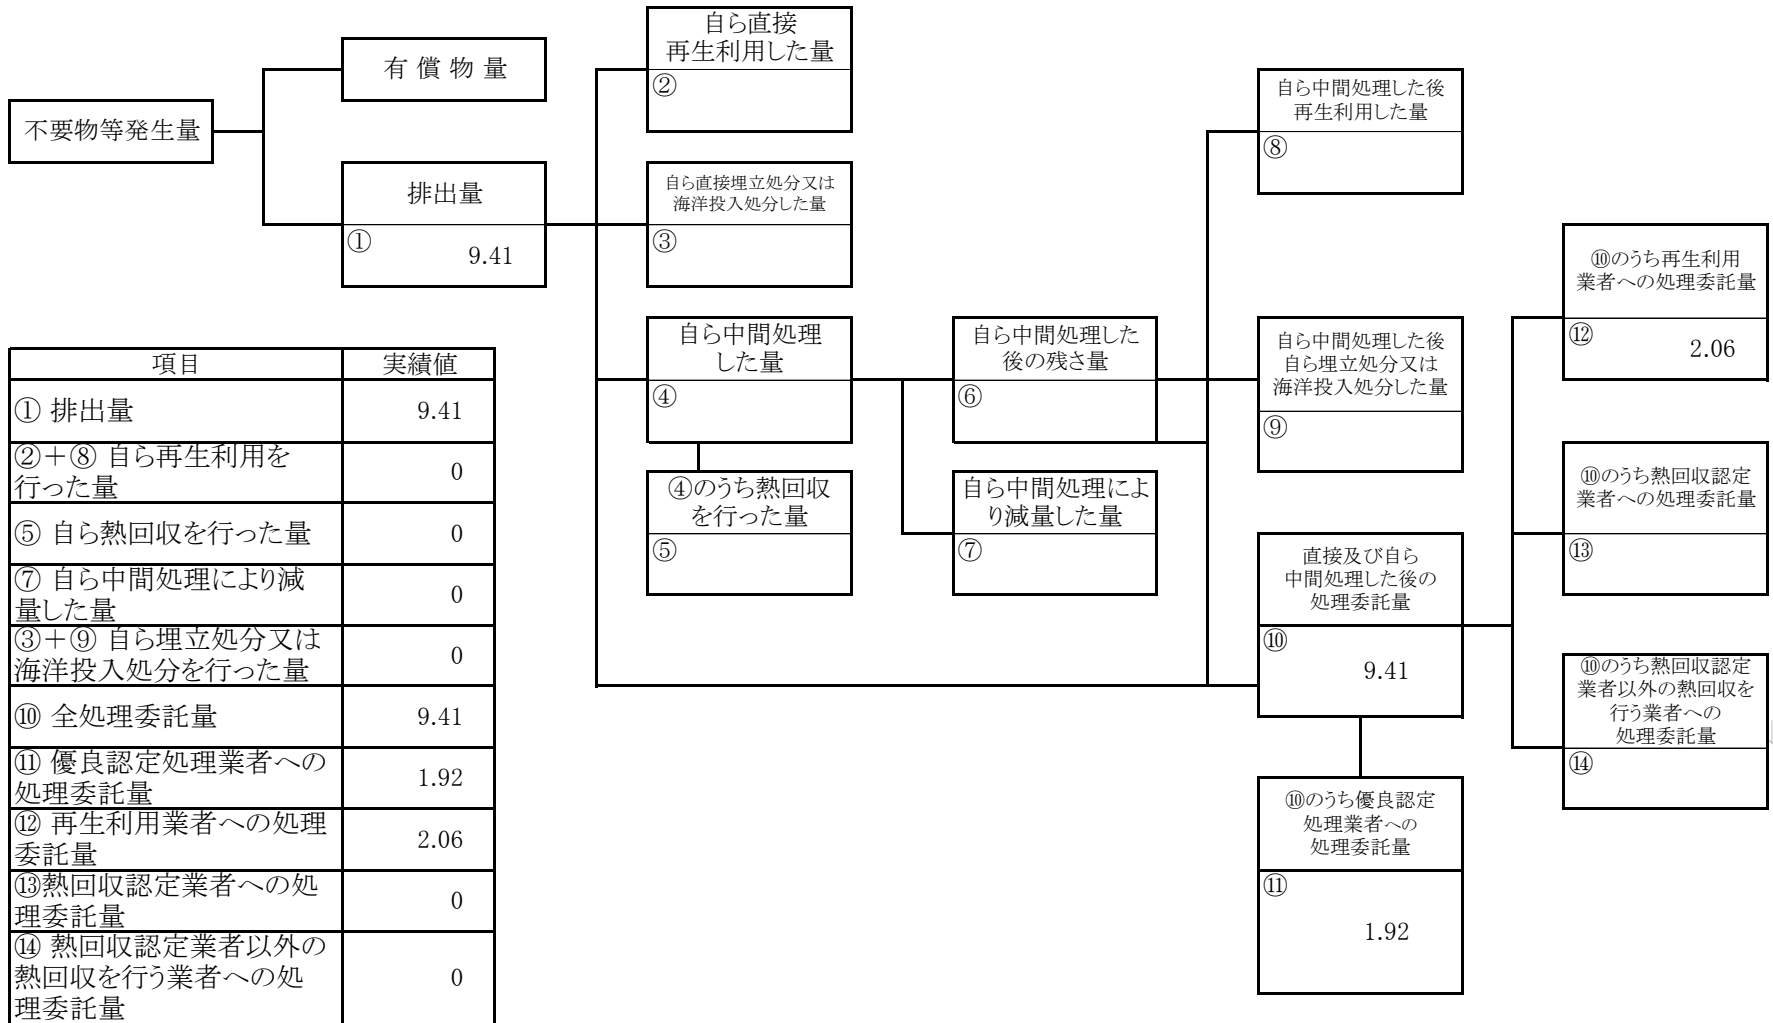 不要物等発生量
有 償 物 量
排出量
①
9.41
自ら直接
再生利用した量
②
自ら直接埋立処分又は
海洋投入処分した量
③
自ら中間処理
した量
④
④のうち熱回収
を行った量
⑤
自ら中間処理した
後の残さ量
⑥
自ら中間処理によ
り減量した量
⑦
自ら中間処理した後
再生利用した量
⑧
自ら中間処理した後
自ら埋立処分又は
海洋投入処分した量
⑨
直接及び自ら
中間処理した後の
処理委託量
⑩
9.41
⑩のうち優良認定
処理業者への
処理委託量
⑪
1.92
⑩のうち再生利用
業者への処理委託量
⑫
2.06
⑩のうち熱回収認定
業者への処理委託量
⑬
⑩のうち熱回収認定
業者以外の熱回収を
行う業者への
処理委託量
⑭
項目 実績値
① 排出量 9.41
②＋⑧ 自ら再生利用を
行った量 0
⑤ 自ら熱回収を行った量 0
⑦ 自ら中間処理により減
量した量 0
③＋⑨ 自ら埋立処分又は
海洋投入処分を行った量 0
⑩ 全処理委託量 9.41
⑪ 優良認定処理業者への
処理委託量 1.92
⑫ 再生利用業者への処理
委託量 2.06
⑬熱回収認定業者への処
理委託量 0
⑭ 熱回収認定業者以外の
熱回収を行う業者への処
理委託量 0